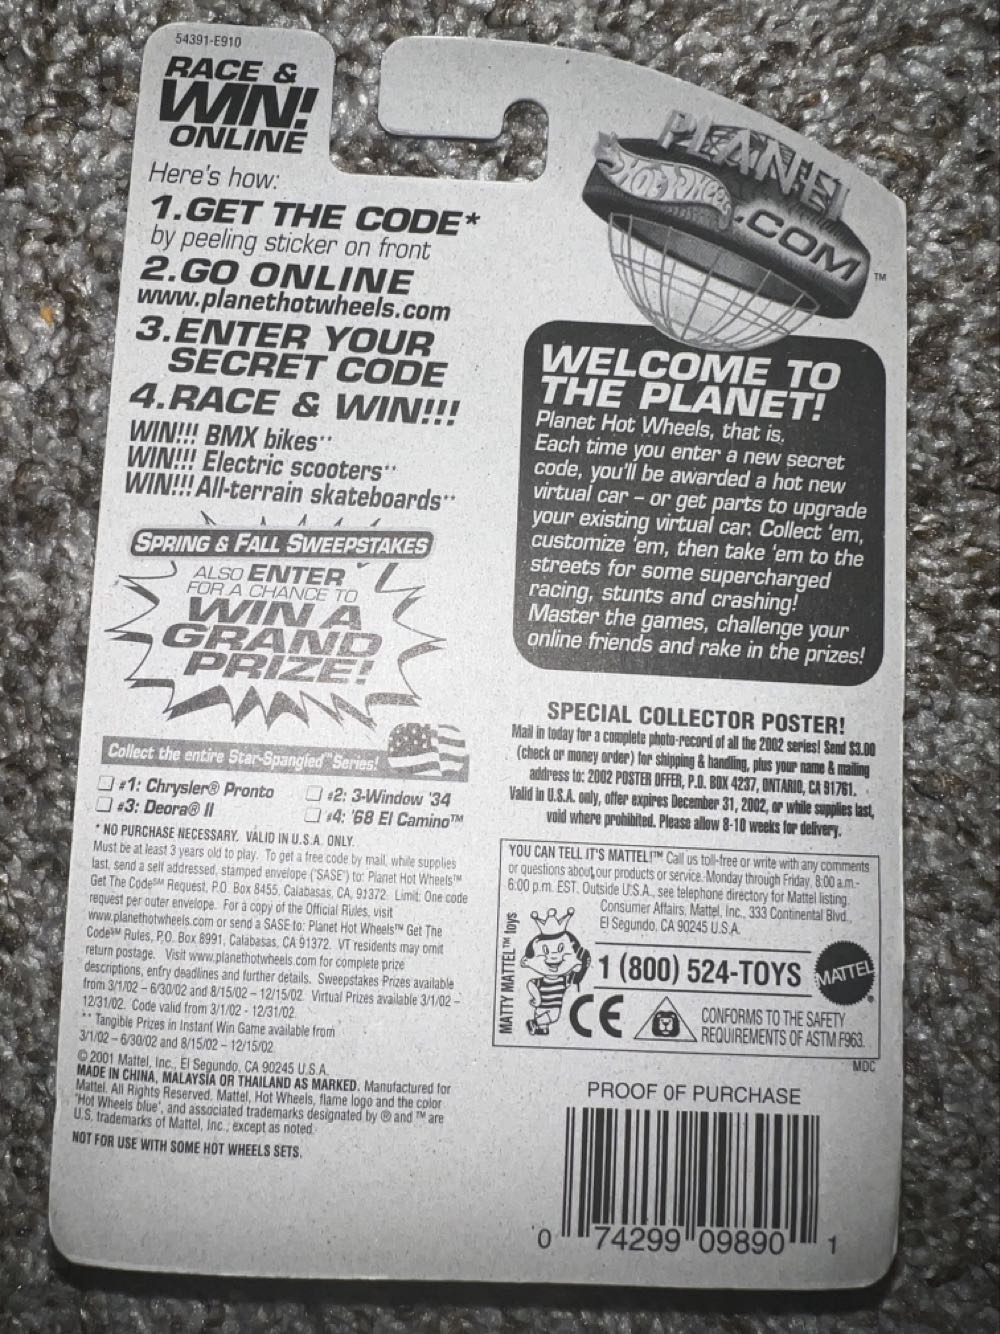 54391-E910
RACE &
WIN!
ONLINE
Here's how:
1.GET THE CODE*
by peeling sticker on front
2.GO ONLINE
www.planethotwheels.com
3.ENTER YOUR
SECRET CODE
4.RACE & WIN!!!
WIN!!! BMX bikes**
WIN!!! Electric scooters**
WIN!!! All-terrain skateboards**
SPRING & FALL SWEEPSTAKES
ALSO ENTER
FOR A CHANCE TO
WIN A
GRAND
PRIZE!
Collect the entire Star-Spangled™ Series!
#1: Chrysler® Pronto
#2: 3-Window '34
#3: Deora® II
#4: '68 El Camino™
* NO PURCHASE NECESSARY. VALID IN U.S.A. ONLY.
Must be at least 3 years old to play. To get a free code by mail, while supplies
last, send a self addressed, stamped envelope ('SASE') to: Planet Hot Wheels™
Get The Code℠ Request, P.O. Box 8455, Calabasas, CA, 91372. Limit: One code
request per outer envelope. For a copy of the Official Rules, visit
www.planethotwheels.com or send a SASE to: Planet Hot Wheels™ Get The
Code℠ Rules, P.O. Box 8991, Calabasas, CA 91372. VT residents may omit
return postage. Visit www.planethotwheels.com for complete prize
descriptions, entry deadlines and further details. Sweepstakes Prizes available
from 3/1/02 – 6/30/02 and 8/15/02 – 12/15/02. Virtual Prizes available 3/1/02 –
12/31/02. Code valid from 3/1/02 - 12/31/02.
** Tangible Prizes in Instant Win Game available from
3/1/02 – 6/30/02 and 8/15/02 – 12/15/02.
© 2001 Mattel, Inc., El Segundo, CA 90245 U.S.A.
MADE IN CHINA, MALAYSIA OR THAILAND AS MARKED. Manufactured for
Mattel. All Rights Reserved. Mattel, Hot Wheels, flame logo and the color
"Hot Wheels blue", and associated trademarks designated by ® and ™ are
U.S. trademarks of Mattel, Inc., except as noted.
NOT FOR USE WITH SOME HOT WHEELS SETS.
PLANET
HOT WHEELS
.COM
™
WELCOME TO
THE PLANET!
Planet Hot Wheels, that is.
Each time you enter a new secret
code, you'll be awarded a hot new
virtual car – or get parts to upgrade
your existing virtual car. Collect 'em,
customize 'em, then take 'em to the
streets for some supercharged
racing, stunts and crashing!
Master the games, challenge your
online friends and rake in the prizes!
SPECIAL COLLECTOR POSTER!
Mail in today for a complete photo-record of all the 2002 series! Send $3.00
(check or money order) for shipping & handling, plus your name & mailing
address to: 2002 POSTER OFFER, P.O. BOX 4237, ONTARIO, CA 91761.
Valid in U.S.A. only, offer expires December 31, 2002, or while supplies last,
void where prohibited. Please allow 8-10 weeks for delivery.
YOU CAN TELL IT'S MATTEL!™ Call us toll-free or write with any comments
or questions about our products or service. Monday through Friday, 8:00 a.m.-
6:00 p.m. EST. Outside U.S.A., see telephone directory for Mattel listing.
Consumer Affairs, Mattel, Inc., 333 Continental Blvd.,
El Segundo, CA 90245 U.S.A.
MATTY MATTEL™ toys
1 (800) 524-TOYS
MATTEL®
CE
CONFORMS TO THE SAFETY
REQUIREMENTS OF ASTM F963.
MDC
PROOF OF PURCHASE
0 74299 09890 1